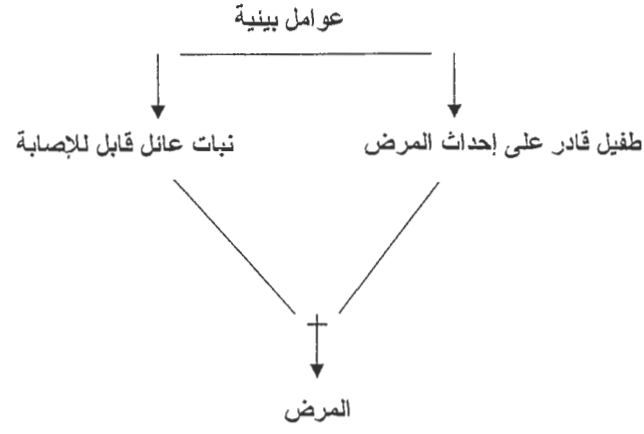 عوامل بيئية
طفيل قادر على إحداث المرض
نبات عائل قابل للإصابة
المرض